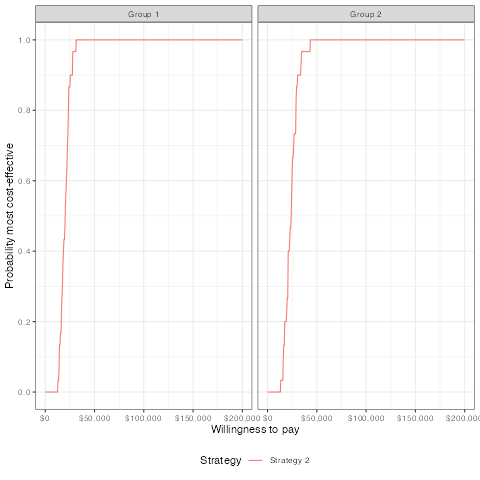 Group 1 Group 2
Probability most cost-effective
1.0
0.8
0.6
0.4
0.2
0.0
$0 $50,000 $100,000 $150,000 $200,000 $0 $50,000 $100,000 $150,000 $200,000
Willingness to pay
Strategy Strategy 2